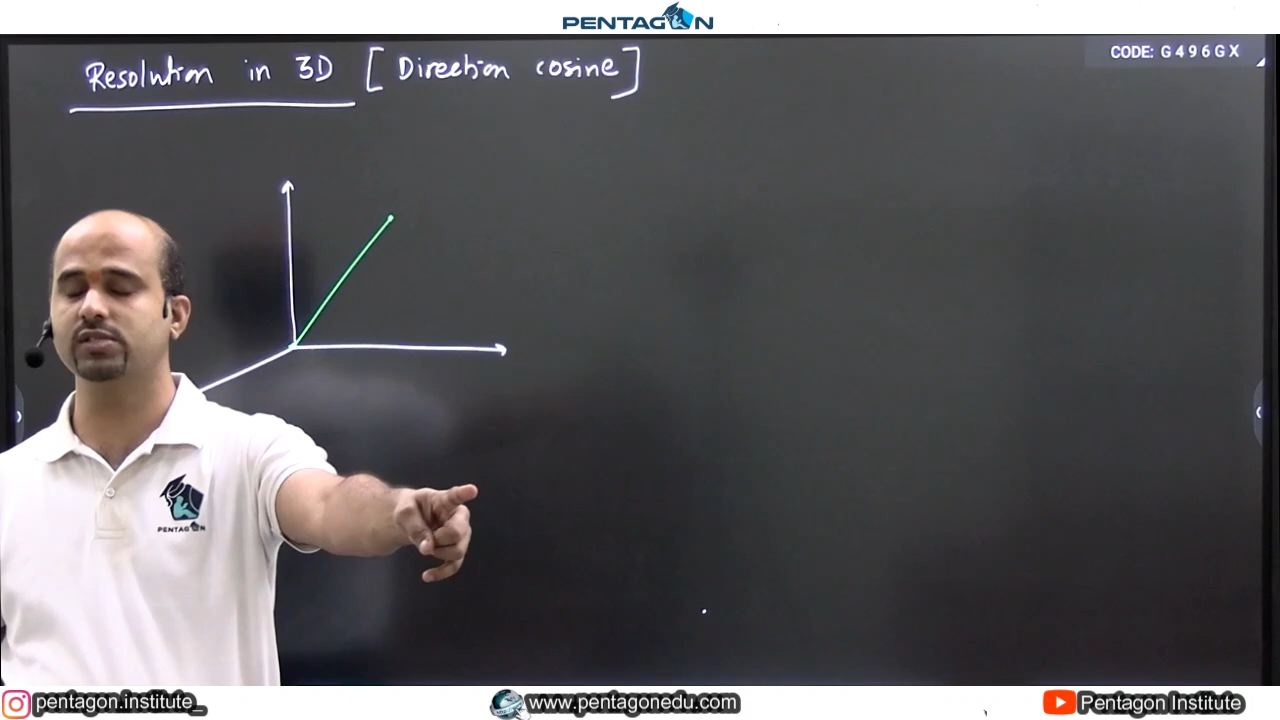 PENTAGON
CODE: G496GX
Resolution in 3D [Direction cosine]
PENTAGON
pentagon.institute_
www.pentagonedu.com
Pentagon Institute